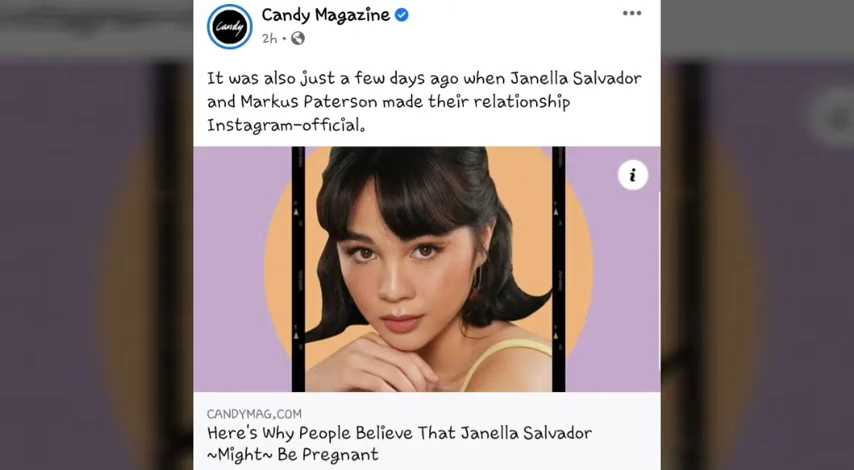 Candy
Candy Magazine
2h
It was also just a few days ago when Janella Salvador
and Markus Paterson made their relationship
Instagram-official.
i
CANDYMAG.COM
Here's Why People Believe That Janella Salvador
~Might~ Be Pregnant